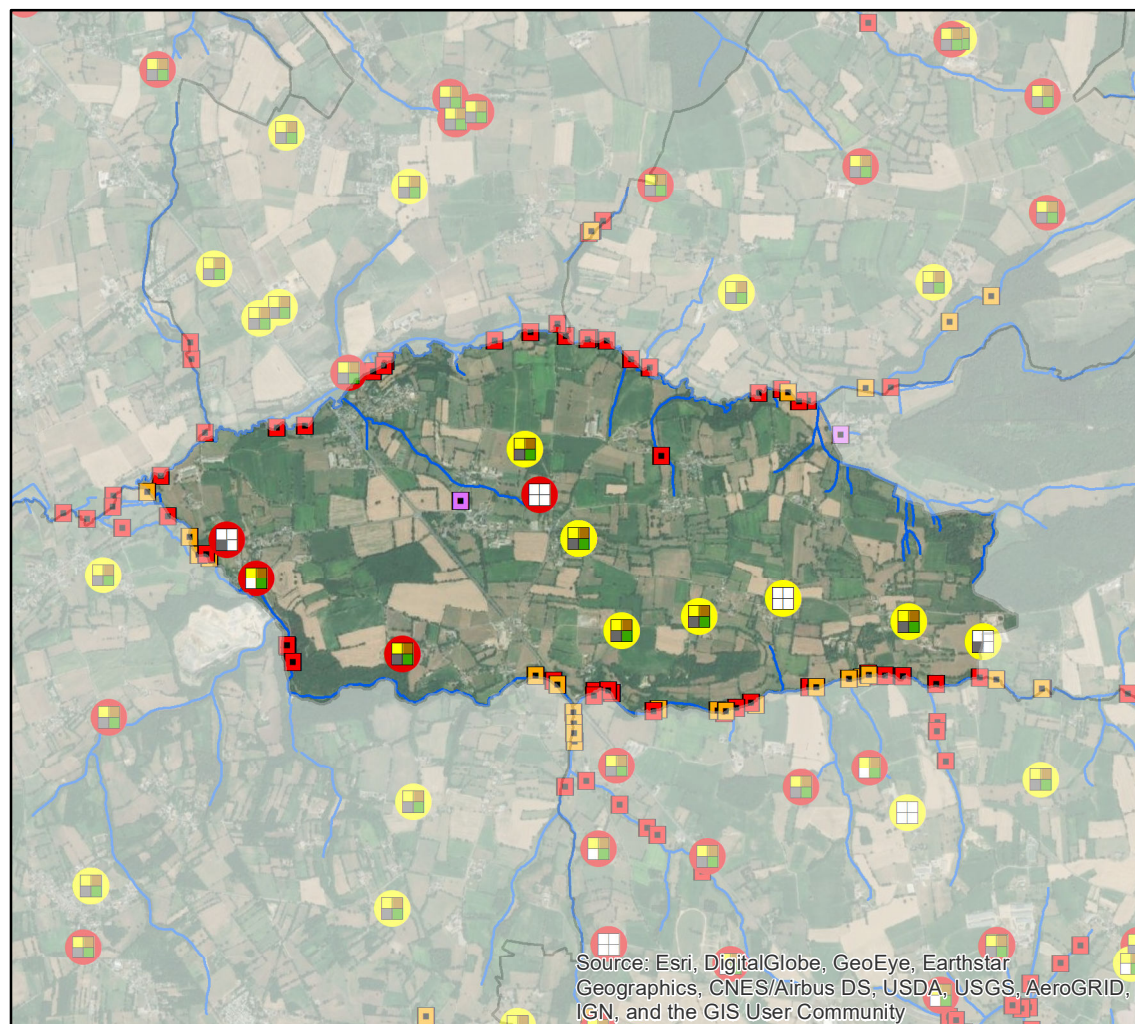 Source: Esri, DigitalGlobe, GeoEye, Earthstar
Geographics, CNES/Airbus DS, USDA, USGS, AeroGRID,
IGN, and the GIS User Community